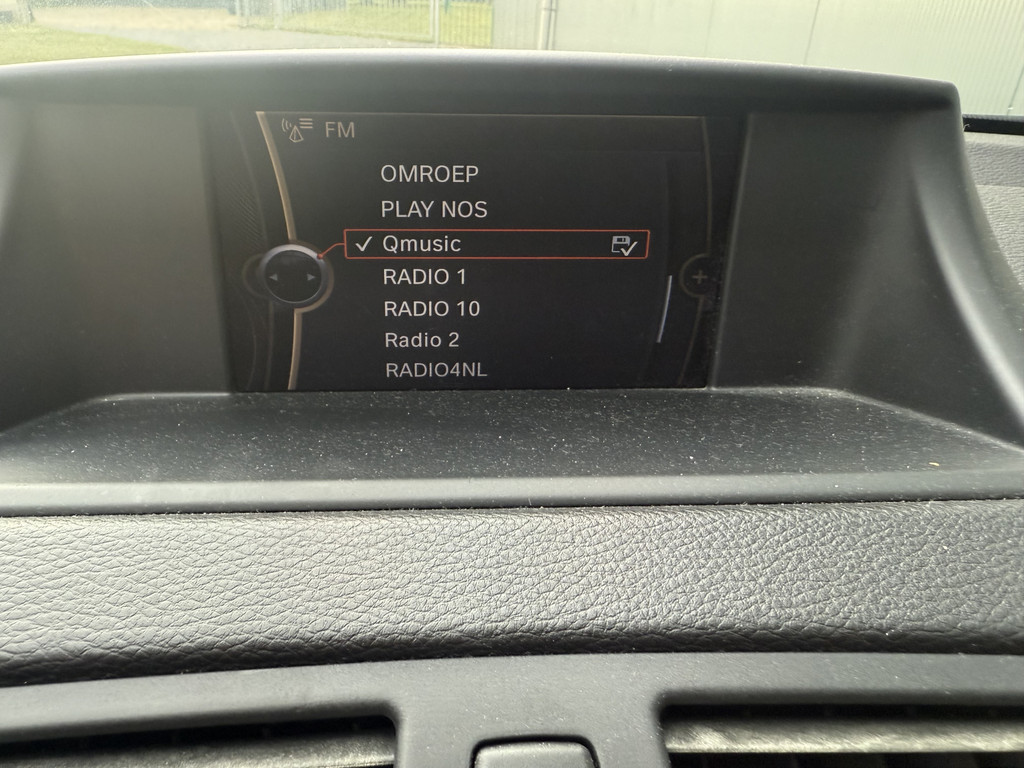 FM
OMROEP
PLAY NOS
Qmusic
RADIO 1
RADIO 10
Radio 2
RADIO4NL